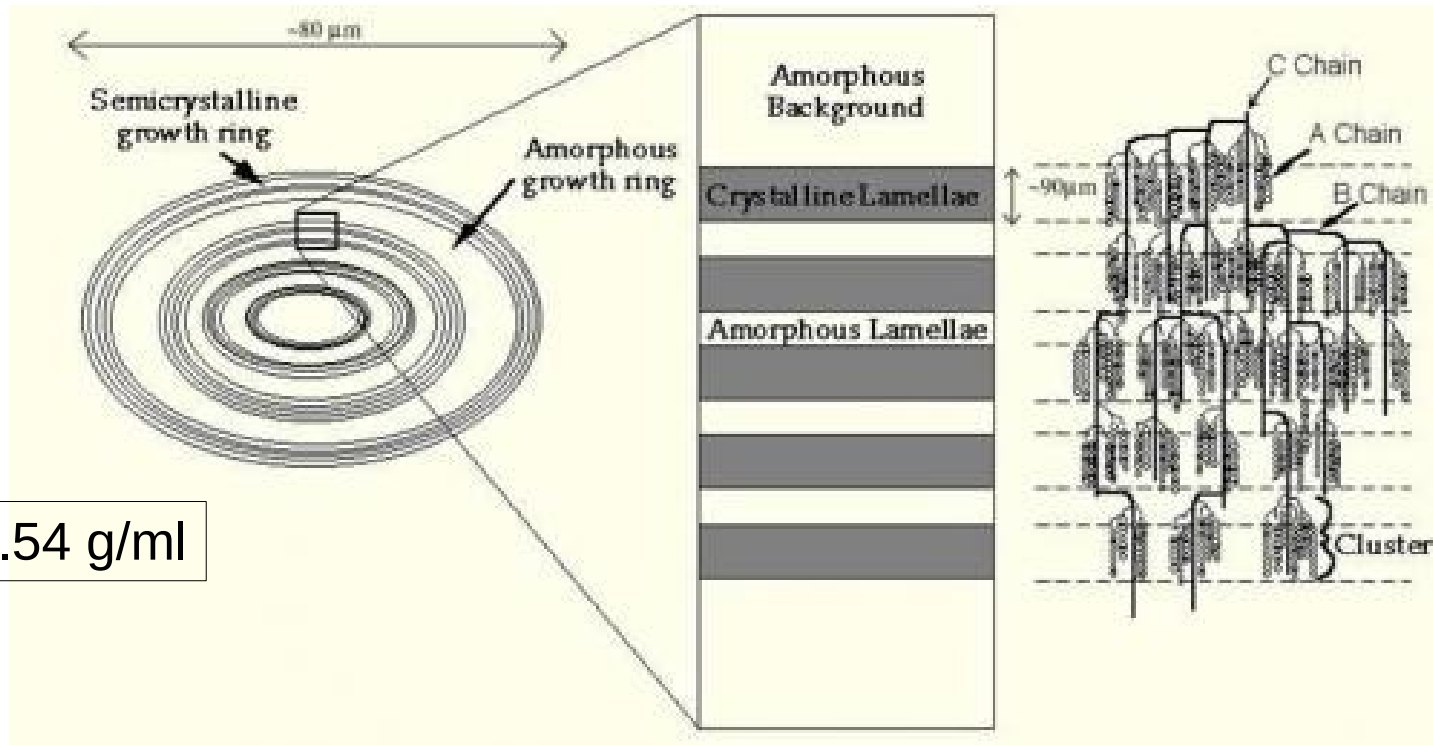 ~80 µm
Semicrystalline
growth ring
Amorphous
growth ring
.54 g/ml
Amorphous
Background
Crystalline Lamellae
~90µm
Amorphous Lamellae
C Chain
A Chain
B Chain
Cluster